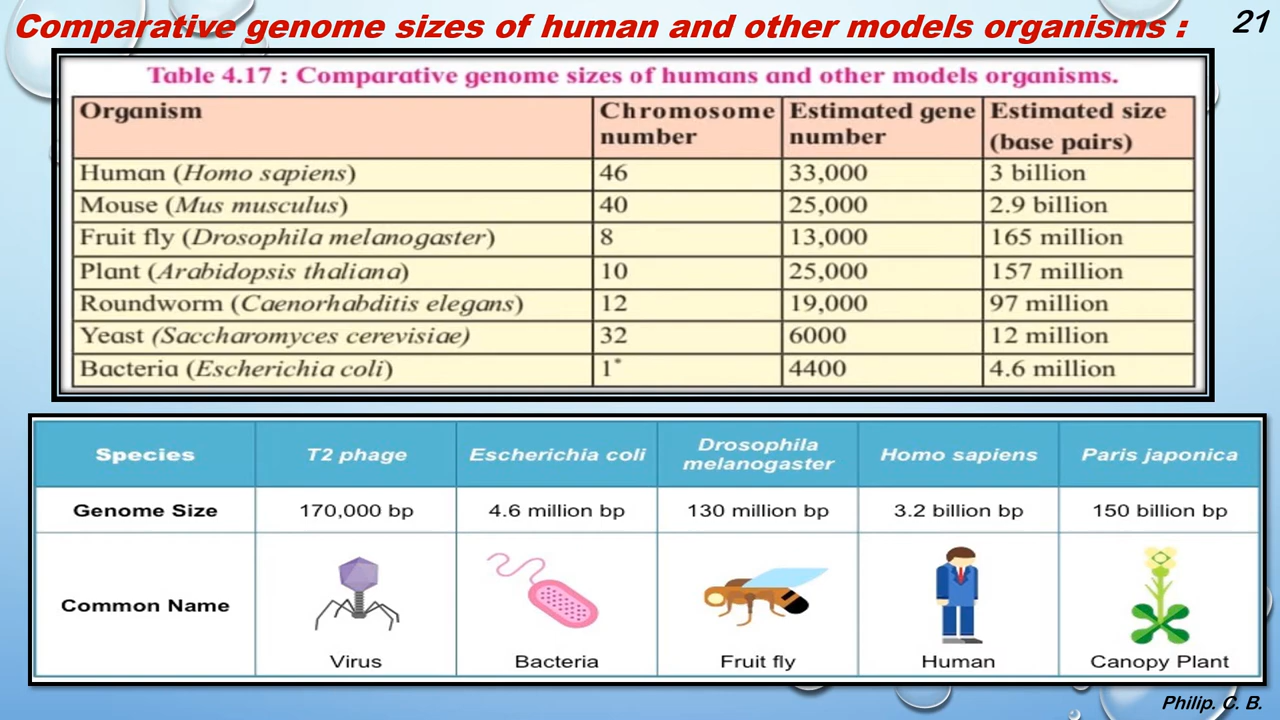 Comparative genome sizes of human and other models organisms :
21
Table 4.17 : Comparative genome sizes of humans and other models organisms.
Organism Chromosome number Estimated gene number Estimated size (base pairs)
Human (Homo sapiens) 46 33,000 3 billion
Mouse (Mus musculus) 40 25,000 2.9 billion
Fruit fly (Drosophila melanogaster) 8 13,000 165 million
Plant (Arabidopsis thaliana) 10 25,000 157 million
Roundworm (Caenorhabditis elegans) 12 19,000 97 million
Yeast (Saccharomyces cerevisiae) 32 6000 12 million
Bacteria (Escherichia coli) 1* 4400 4.6 million
Species T2 phage Escherichia coli Drosophila melanogaster Homo sapiens Paris japonica
Genome Size 170,000 bp 4.6 million bp 130 million bp 3.2 billion bp 150 billion bp
Common Name Virus Bacteria Fruit fly Human Canopy Plant
Philip. C. B.